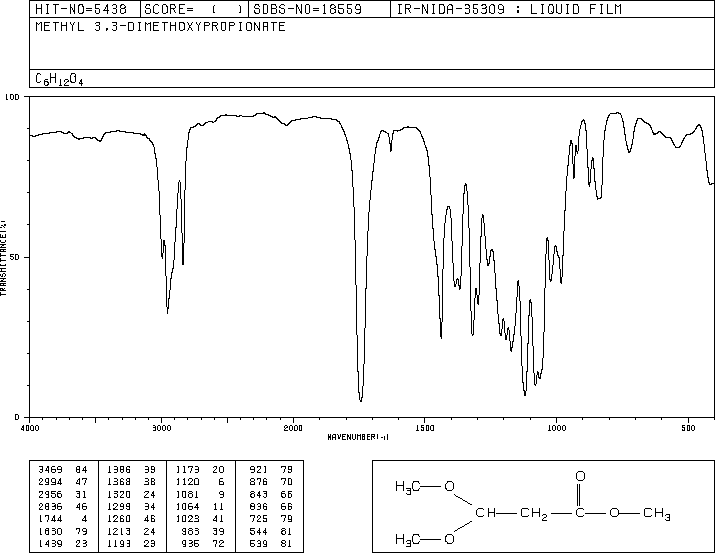 HIT-NO=5438 SCORE= ( ) SDBS-NO=18559 IR-NIDA-35309 : LIQUID FILM
METHYL 3,3-DIMETHOXYPROPIONATE
C6H12O4
100
50
0
TRANSMITTANCE(%)
4000 3000 2000 1500 1000 500
WAVENUMBER(-1)
3469 84 1386 39 1173 20 921 79
2994 47 1368 38 1120 6 876 70
2956 31 1320 24 1081 9 843 66
2836 46 1299 34 1064 11 836 66
1744 4 1260 46 1023 41 725 79
1630 79 1213 24 983 39 544 81
1439 23 1193 23 936 72 539 81
O
H3C O
CH CH2 C O CH3
H3C O